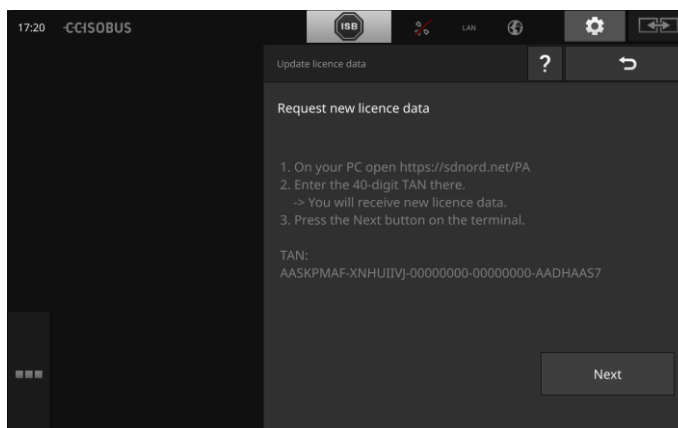 17:20
CCISOBUS
ISB
LAN
Update licence data
?
Request new licence data
1. On your PC open https://sdnord.net/PA
2. Enter the 40-digit TAN there.
-> You will receive new licence data.
3. Press the Next button on the terminal.
TAN:
AASKPMAF-XNHUIIVJ-00000000-00000000-AADHAAS7
Next